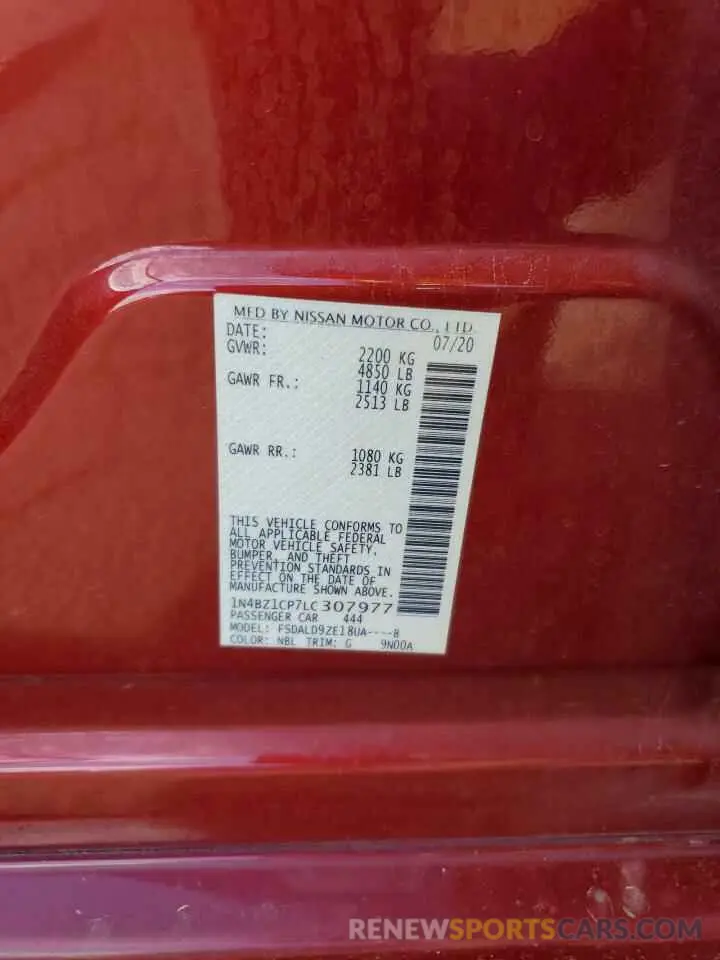 MFD BY NISSAN MOTOR CO., LTD.
DATE: 07/20
GVWR: 2200 KG
4850 LB
GAWR FR.: 1140 KG
2513 LB
GAWR RR.: 1080 KG
2381 LB
THIS VEHICLE CONFORMS TO
ALL APPLICABLE FEDERAL
MOTOR VEHICLE SAFETY,
BUMPER, AND THEFT
PREVENTION STANDARDS IN
EFFECT ON THE DATE OF
MANUFACTURE SHOWN ABOVE.
1N4BZ1CP7LC307977
PASSENGER CAR 444
MODEL: FSDALD9ZE18UA----8
COLOR: NBL TRIM: G 9N00A
RENEWSPORTSCARS.COM